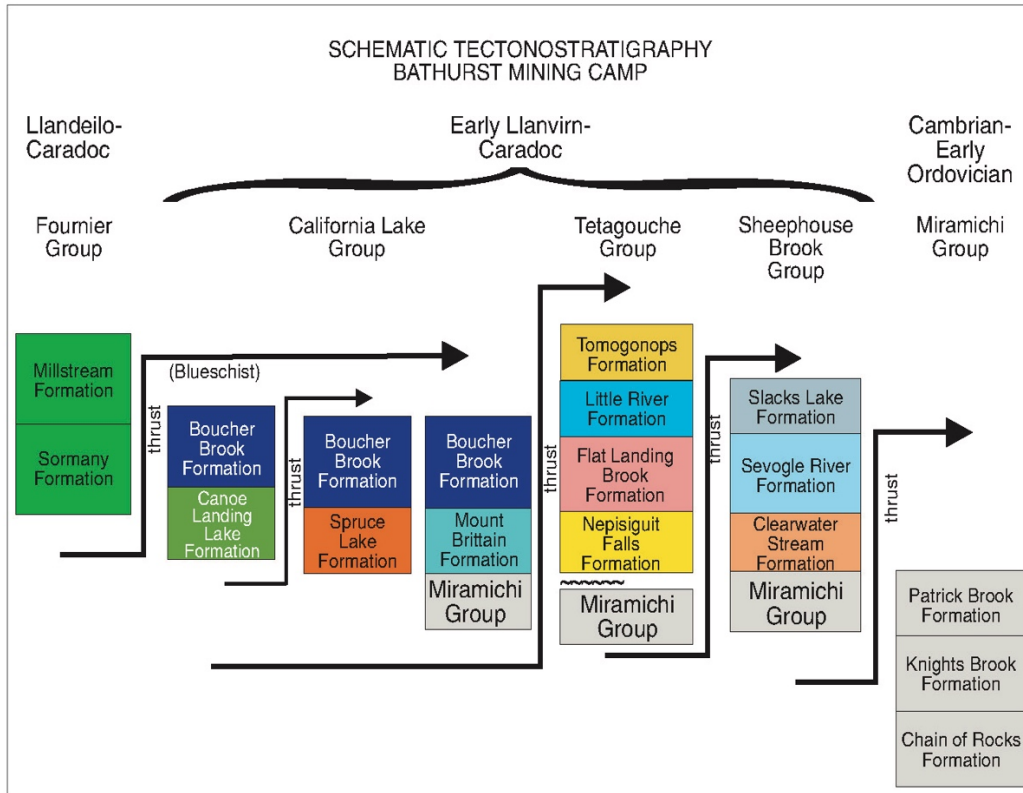 SCHEMATIC TECTONOSTRATIGRAPHY
BATHURST MINING CAMP
Llandeilo-
Caradoc
Early Llanvirn-
Caradoc
Cambrian-
Early
Ordovician
Fournier
Group
California Lake
Group
Tetagouche
Group
Sheephouse
Brook
Group
Miramichi
Group
Millstream
Formation
Sormany
Formation
thrust
(Blueschist)
Boucher
Brook
Formation
Canoe
Landing
Lake
Formation
thrust
Boucher
Brook
Formation
Spruce
Lake
Formation
Boucher
Brook
Formation
Mount
Brittain
Formation
Miramichi
Group
thrust
Tomogonops
Formation
Little River
Formation
Flat Landing
Brook
Formation
Nepisiguit
Falls
Formation
Miramichi
Group
thrust
Slacks Lake
Formation
Sevogle River
Formation
Clearwater
Stream
Formation
Miramichi
Group
thrust
Patrick Brook
Formation
Knights Brook
Formation
Chain of Rocks
Formation